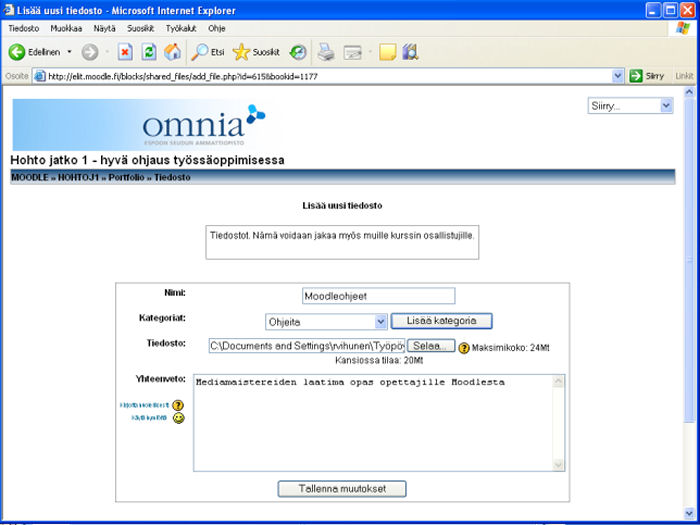 Lisää uusi tiedosto - Microsoft Internet Explorer
Tiedosto Muokkaa Näytä Suosikit Työkalut Ohje
Edellinen Etsi Suosikit
Osoite http://elit.moodle.fi/blocks/shared_files/add_file.php?id=615&bookid=1177 Siirry Linkit
omnia
ESPOON SEUDUN AMMATTIOPISTO
Siirry...
Hohto jatko 1 - hyvä ohjaus työssäoppimisessa
MOODLE » HOHTOJ1 » Portfolio » Tiedosto
Lisää uusi tiedosto
Tiedostot. Nämä voidaan jakaa myös muille kurssin osallistujille.
Nimi: Moodleohjeet
Kategoriat: Ohjeita Lisää kategoria
Tiedosto: C:\Documents and Settings\rvihunen\Työpöy Selaa... Maksimikoko: 24Mt
Kansiossa tilaa: 20Mt
Yhteenveto: Mediamaistereiden laatima opas opettajille Moodlesta
Tallenna muutokset